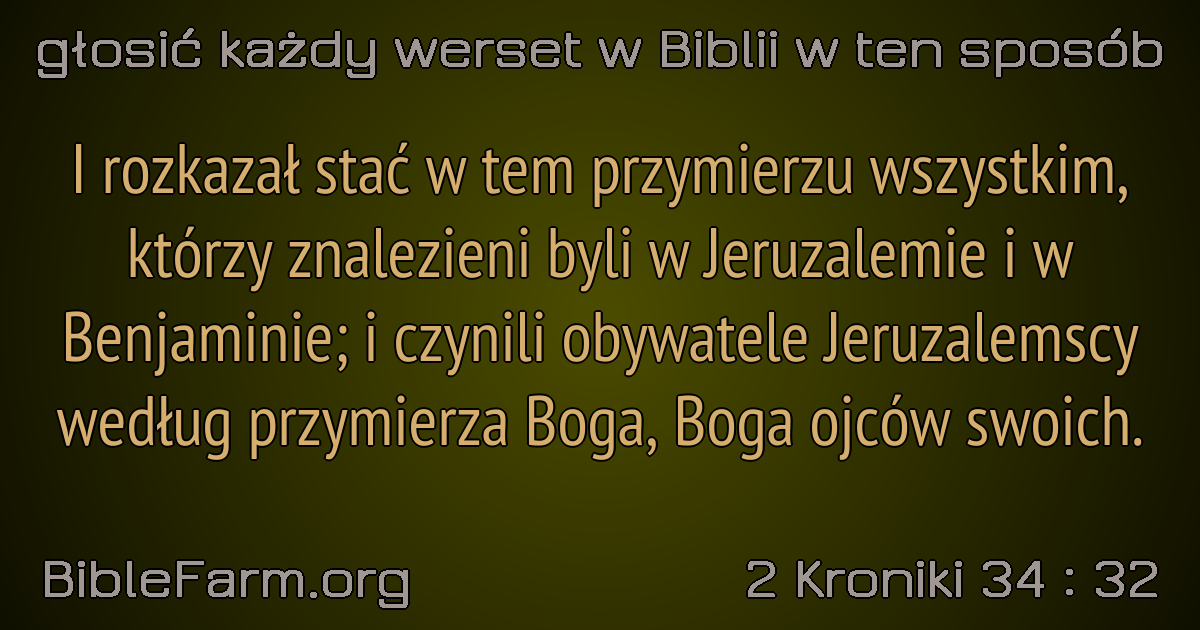 głosić każdy werset w Biblii w ten sposób
I rozkazał stać w tem przymierzu wszystkim,
którzy znalezieni byli w Jeruzalemie i w
Benjaminie; i czynili obywatele Jeruzalemscy
według przymierza Boga, Boga ojców swoich.
BibleFarm.org
2 Kroniki 34 : 32